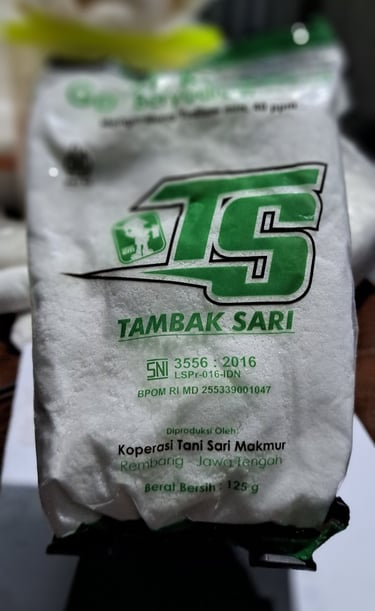 TS
TAMBAK SARI
SNI 3556 : 2016
LSPr-016-IDN
BPOM RI MD 255339001047
Diproduksi Oleh:
Koperasi Tani Sari Makmur
Rembang - Jawa Tengah
Berat Bersih : 125 g